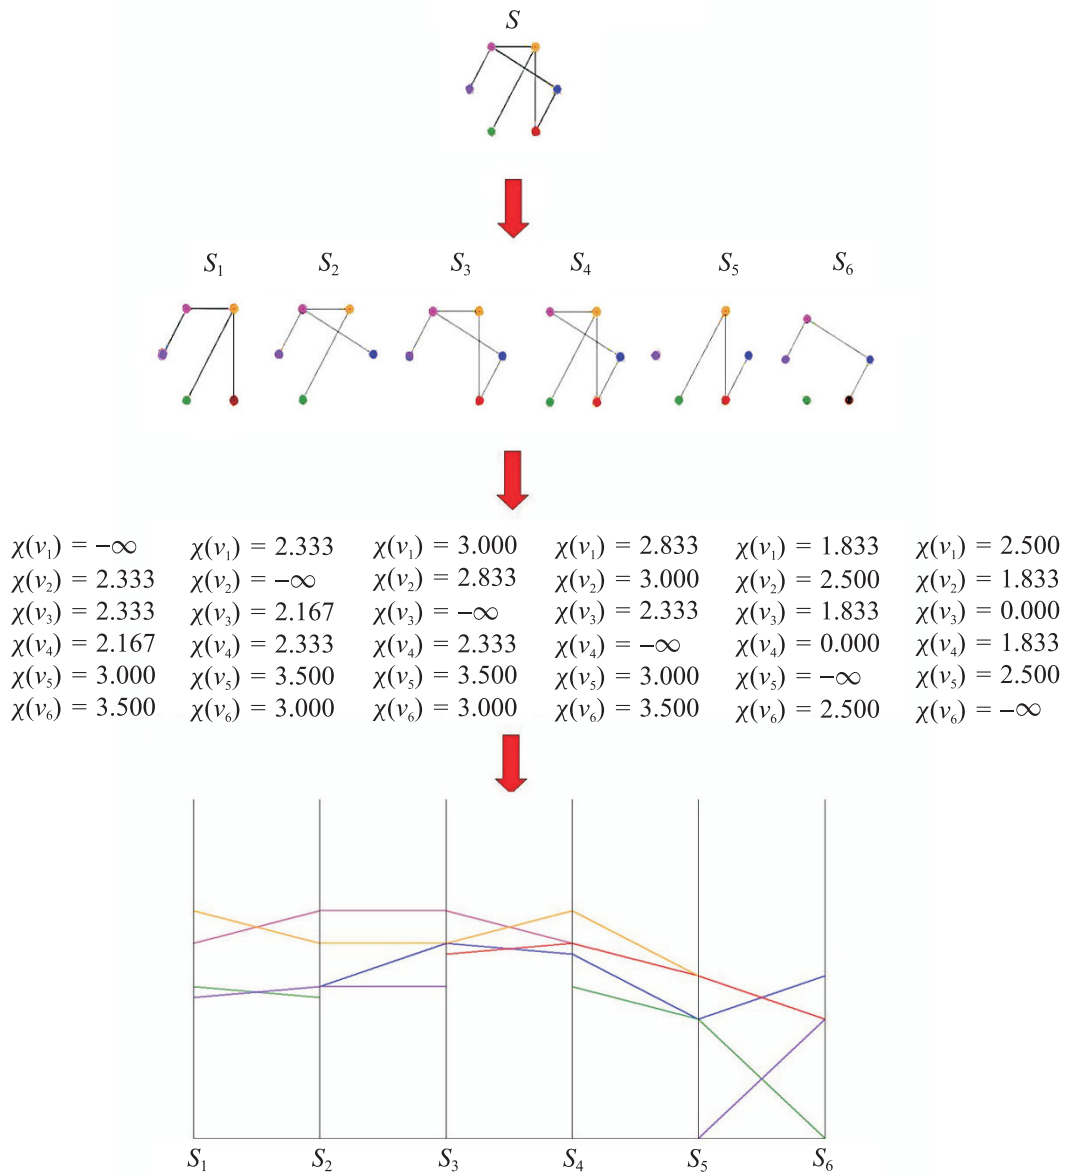 S
S₁ S₂ S₃ S₄ S₅ S₆
χ(v₁) = −∞ χ(v₁) = 2.333 χ(v₁) = 3.000 χ(v₁) = 2.833 χ(v₁) = 1.833 χ(v₁) = 2.500
χ(v₂) = 2.333 χ(v₂) = −∞ χ(v₂) = 2.833 χ(v₂) = 3.000 χ(v₂) = 2.500 χ(v₂) = 1.833
χ(v₃) = 2.333 χ(v₃) = 2.167 χ(v₃) = −∞ χ(v₃) = 2.333 χ(v₃) = 1.833 χ(v₃) = 0.000
χ(v₄) = 2.167 χ(v₄) = 2.333 χ(v₄) = 2.333 χ(v₄) = −∞ χ(v₄) = 0.000 χ(v₄) = 1.833
χ(v₅) = 3.000 χ(v₅) = 3.500 χ(v₅) = 3.500 χ(v₅) = 3.000 χ(v₅) = −∞ χ(v₅) = 2.500
χ(v₆) = 3.500 χ(v₆) = 3.000 χ(v₆) = 3.000 χ(v₆) = 3.500 χ(v₆) = 2.500 χ(v₆) = −∞
S₁ S₂ S₃ S₄ S₅ S₆